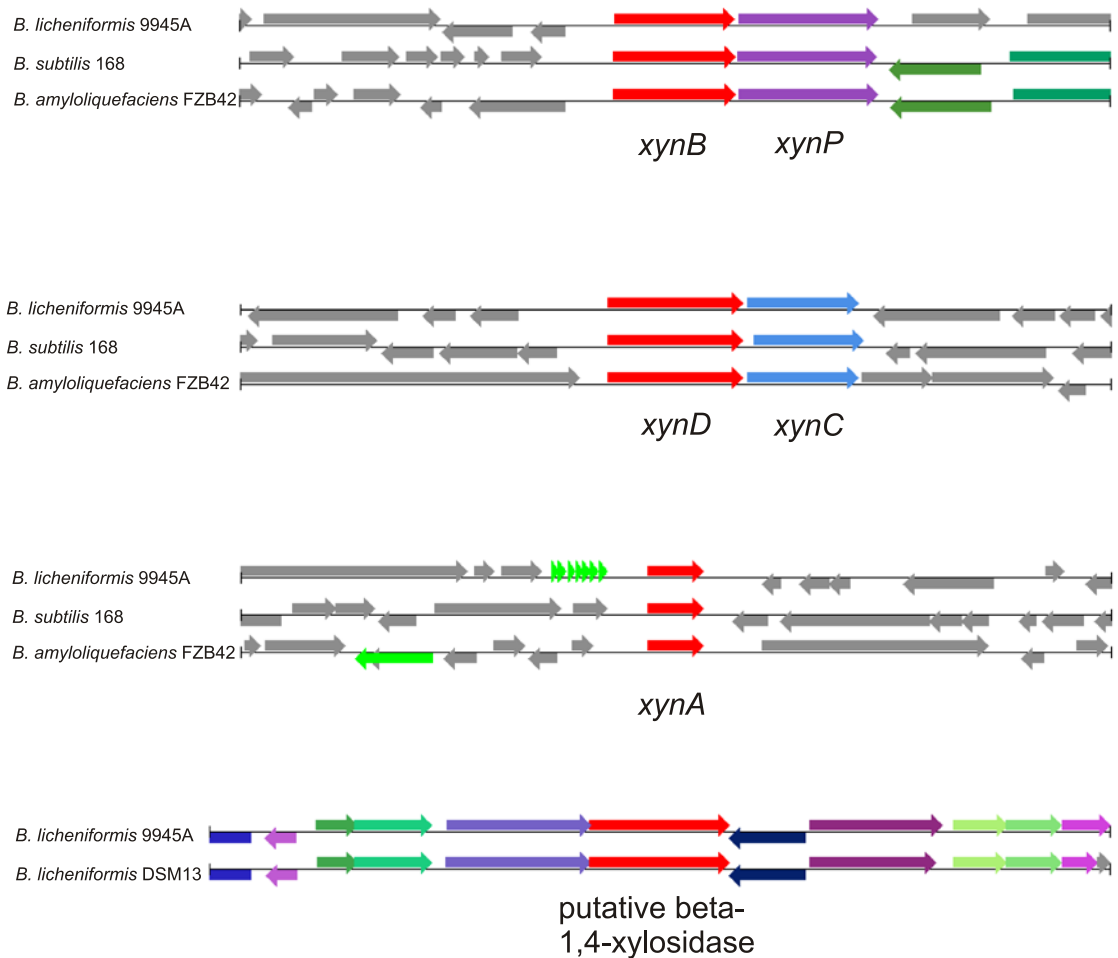 B. licheniformis 9945A
B. subtilis 168
B. amyloliquefaciens FZB42
xynB xynP
B. licheniformis 9945A
B. subtilis 168
B. amyloliquefaciens FZB42
xynD xynC
B. licheniformis 9945A
B. subtilis 168
B. amyloliquefaciens FZB42
xynA
B. licheniformis 9945A
B. licheniformis DSM13
putative beta-
1,4-xylosidase